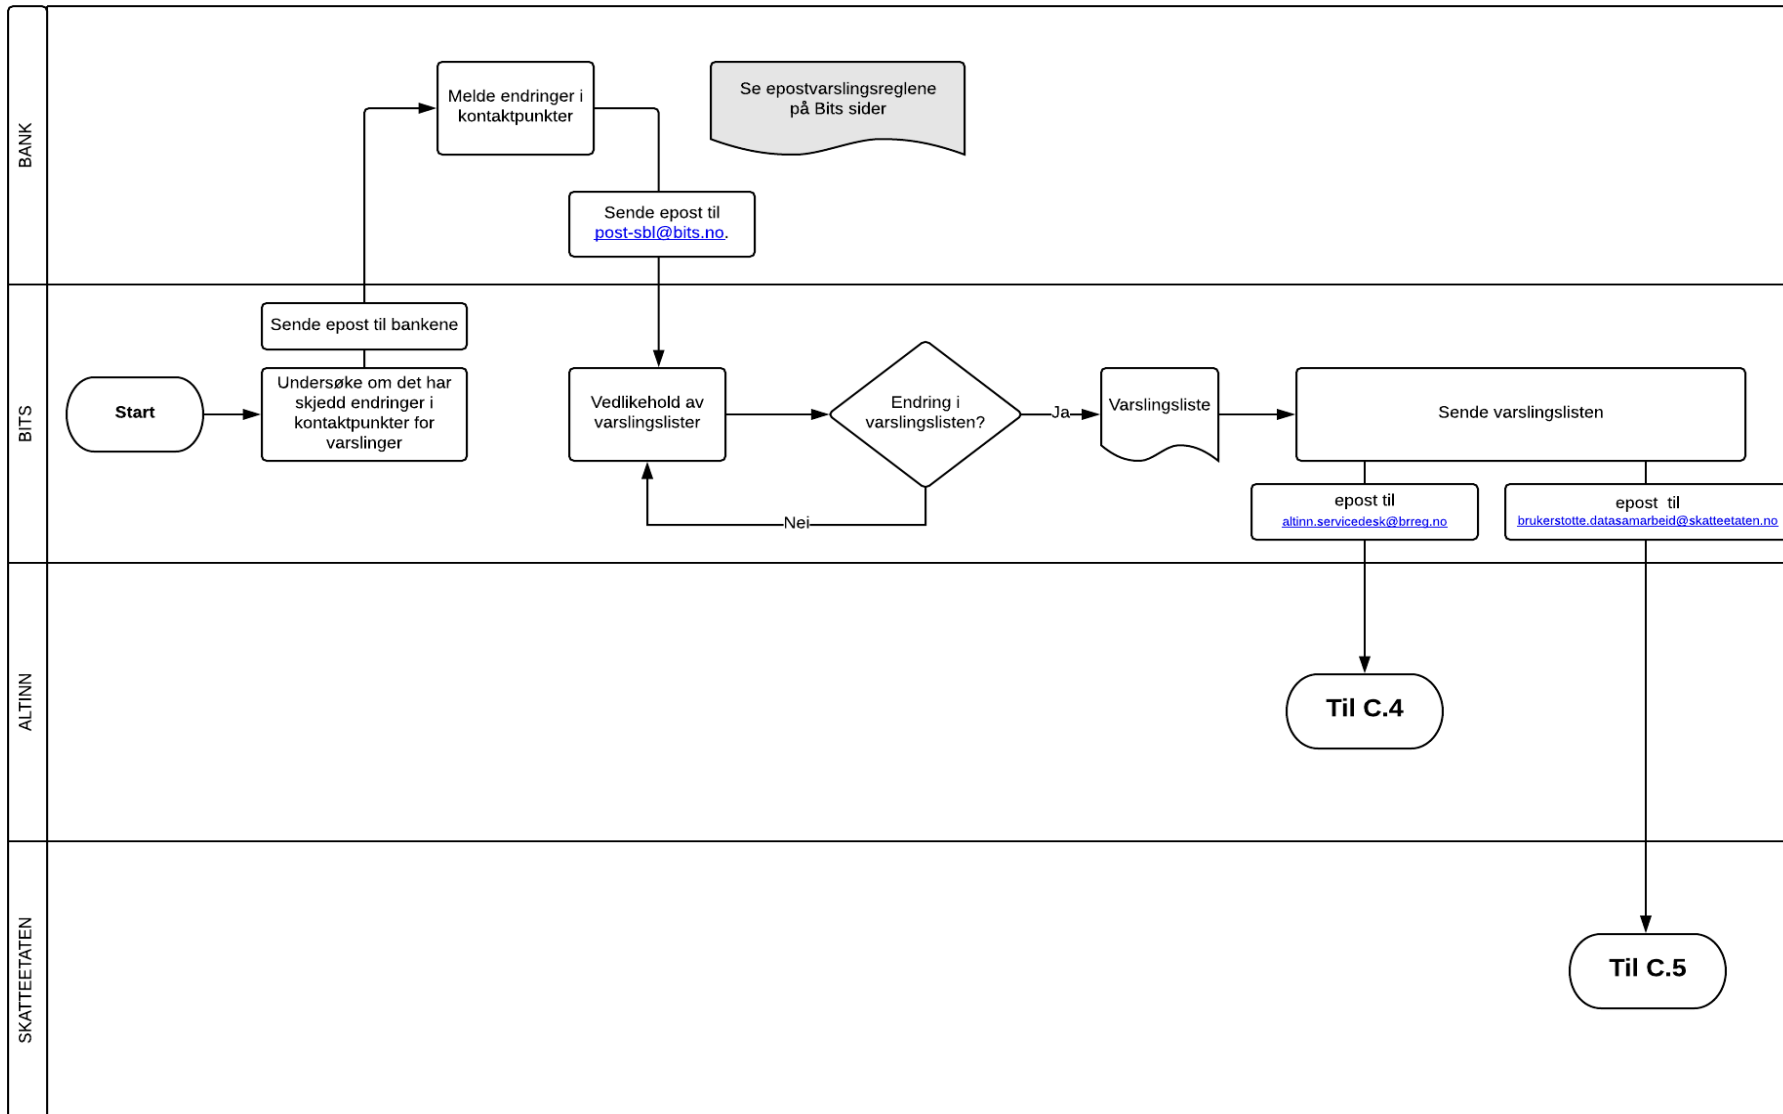 BANK
Melde endringer i
kontaktpunkter
Se epostvarslingsreglene
på Bits sider
Sende epost til
post-sbl@bits.no.
BITS
Sende epost til bankene
Start
Undersøke om det har
skjedd endringer i
kontaktpunkter for
varslinger
Vedlikehold av
varslingslister
Endring i
varslingslisten?
Ja
Nei
Varslingsliste
Sende varslingslisten
epost til
altinn.servicedesk@brreg.no
epost  til
brukerstotte.datasamarbeid@skatteetaten.no
ALTINN
Til C.4
SKATTEETATEN
Til C.5